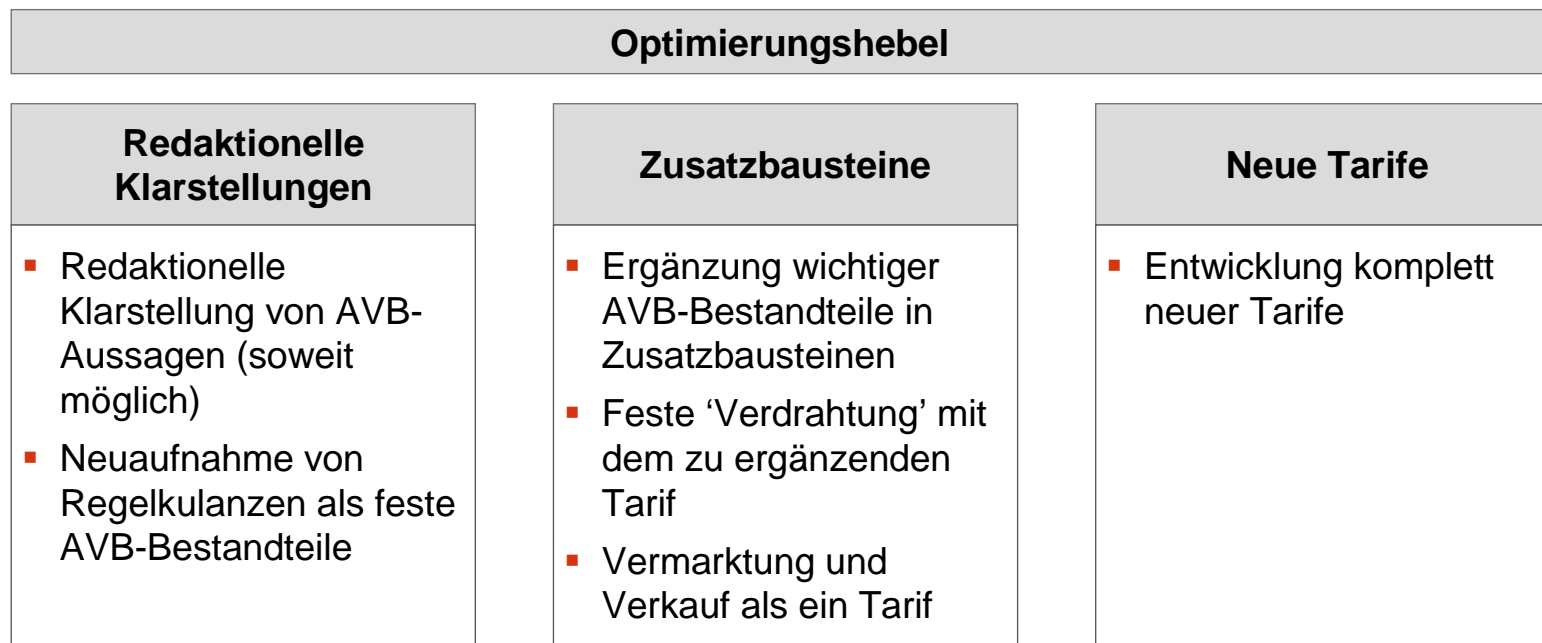 Optimierungshebel
Redaktionelle
Klarstellungen
▪ Redaktionelle
Klarstellung von AVB-
Aussagen (soweit
möglich)
▪ Neuaufnahme von
Regelkulanzen als feste
AVB-Bestandteile
Zusatzbausteine
▪ Ergänzung wichtiger
AVB-Bestandteile in
Zusatzbausteinen
▪ Feste ‘Verdrahtung’ mit
dem zu ergänzenden
Tarif
▪ Vermarktung und
Verkauf als ein Tarif
Neue Tarife
▪ Entwicklung komplett
neuer Tarife